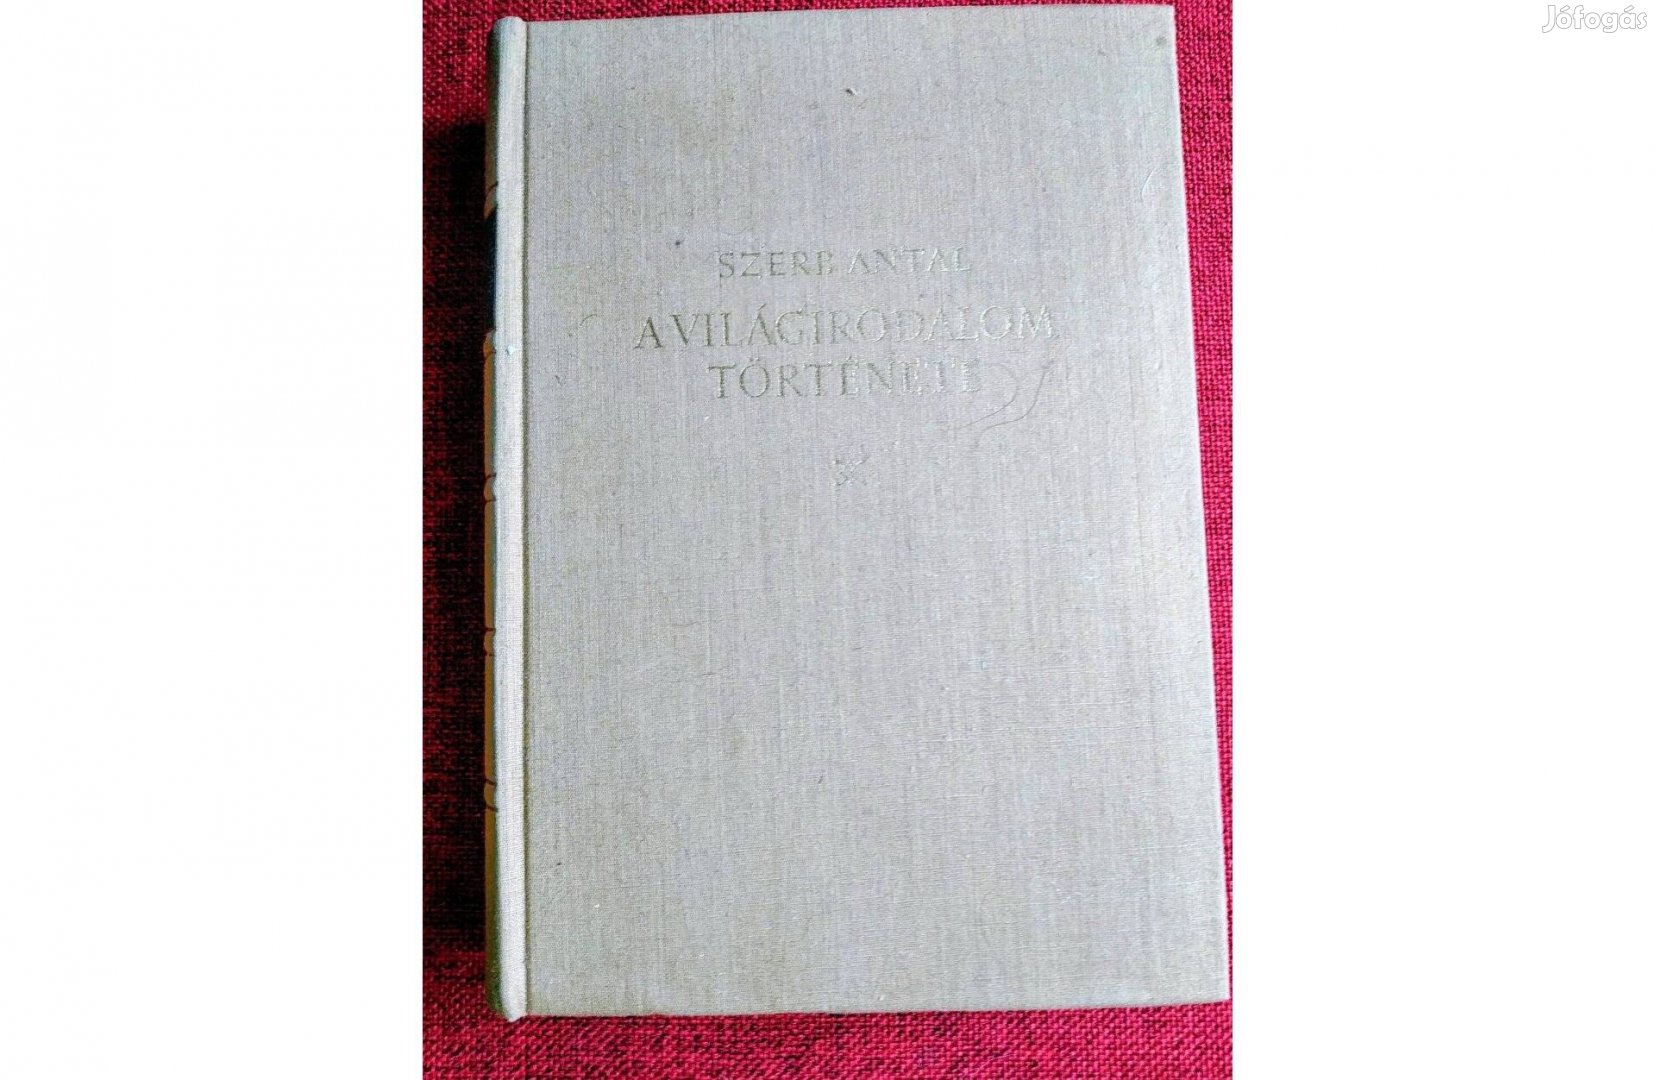 Jófogás
SZERB ANTAL
A VILÁGIRODALOM
TÖRTÉNETE